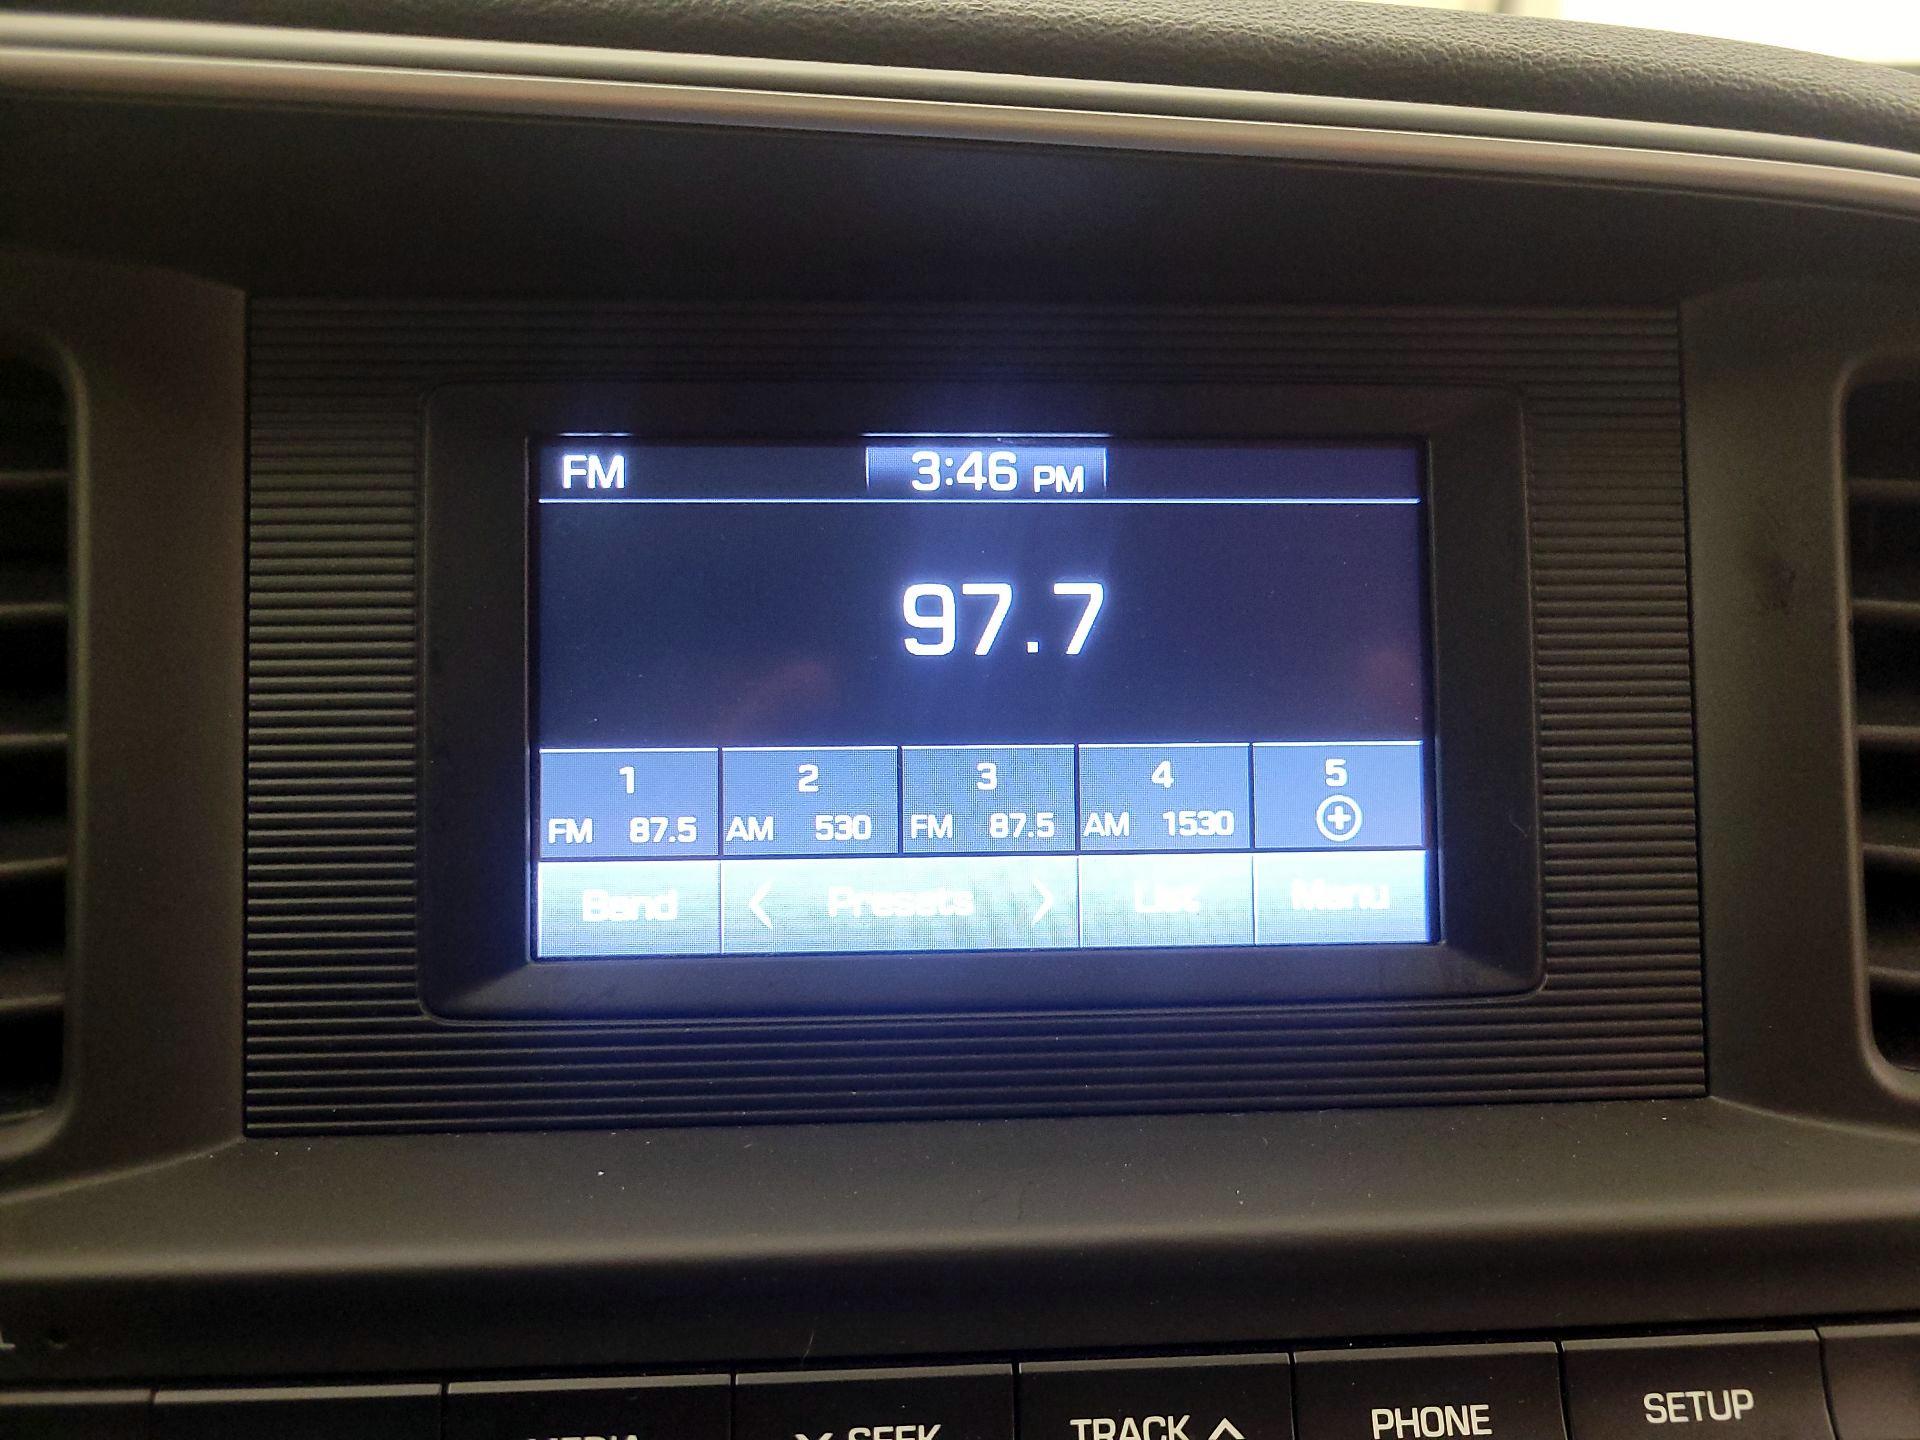 FM 3:46 PM
97.7
1 2 3 4 5
FM 87.5 AM 530 FM 87.5 AM 1530
Band < Presets > List Menu
MEDIA SEEK TRACK PHONE SETUP